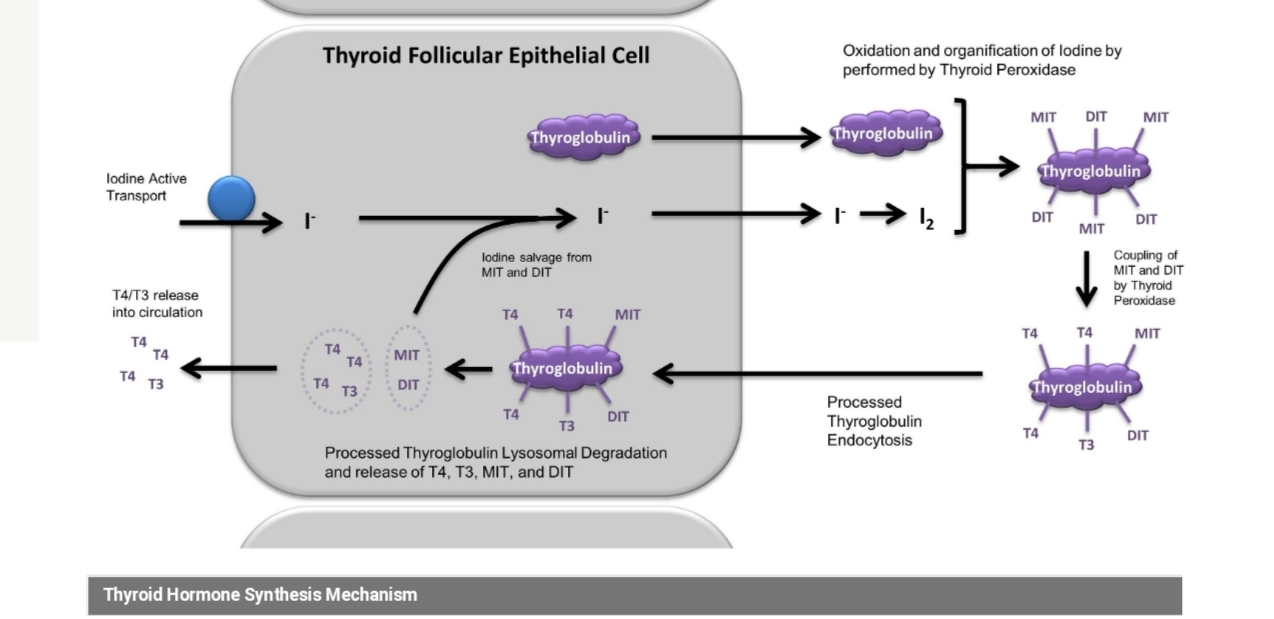 Thyroid Follicular Epithelial Cell
Oxidation and organification of Iodine by
performed by Thyroid Peroxidase
Thyroglobulin
Thyroglobulin
MIT DIT MIT
Thyroglobulin
DIT MIT DIT
Iodine Active
Transport
I-
I-
I-
I2
Iodine salvage from
MIT and DIT
Coupling of
MIT and DIT
by Thyroid
Peroxidase
T4/T3 release
into circulation
T4
T4
T4
T3
T4
T4
T4
T3
MIT
DIT
T4 T4 MIT
Thyroglobulin
T4 T3 DIT
T4 T4 MIT
Thyroglobulin
T4 T3 DIT
Processed
Thyroglobulin
Endocytosis
Processed Thyroglobulin Lysosomal Degradation
and release of T4, T3, MIT, and DIT
Thyroid Hormone Synthesis Mechanism